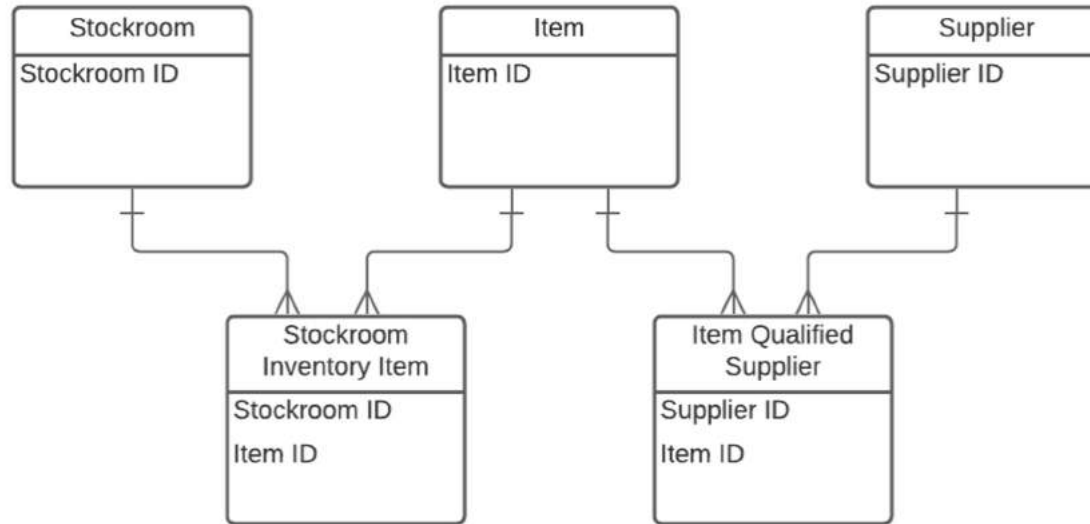 Stockroom
Stockroom ID
Item
Item ID
Supplier
Supplier ID
Stockroom
Inventory Item
Stockroom ID
Item ID
Item Qualified
Supplier
Supplier ID
Item ID